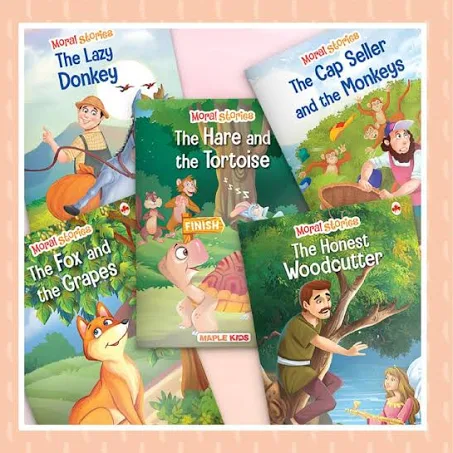 Moral Stories
The Lazy
Donkey
Moral Stories
The Cap Seller
and the Monkeys
Moral Stories
The Hare and
the Tortoise
FINISH
MAPLE KIDS
Moral Stories
The Fox and
the Grapes
Moral Stories
The Honest
Woodcutter